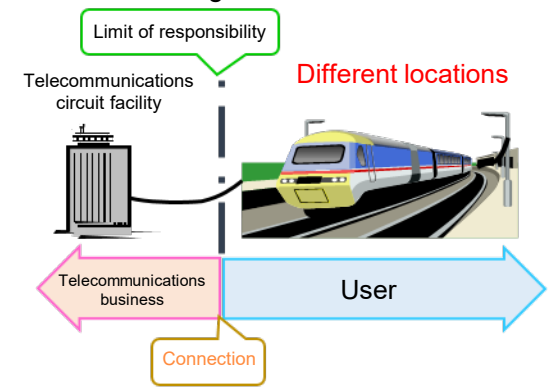 Limit of responsibility
Telecommunications
circuit facility
Different locations
Telecommunications
business
User
Connection